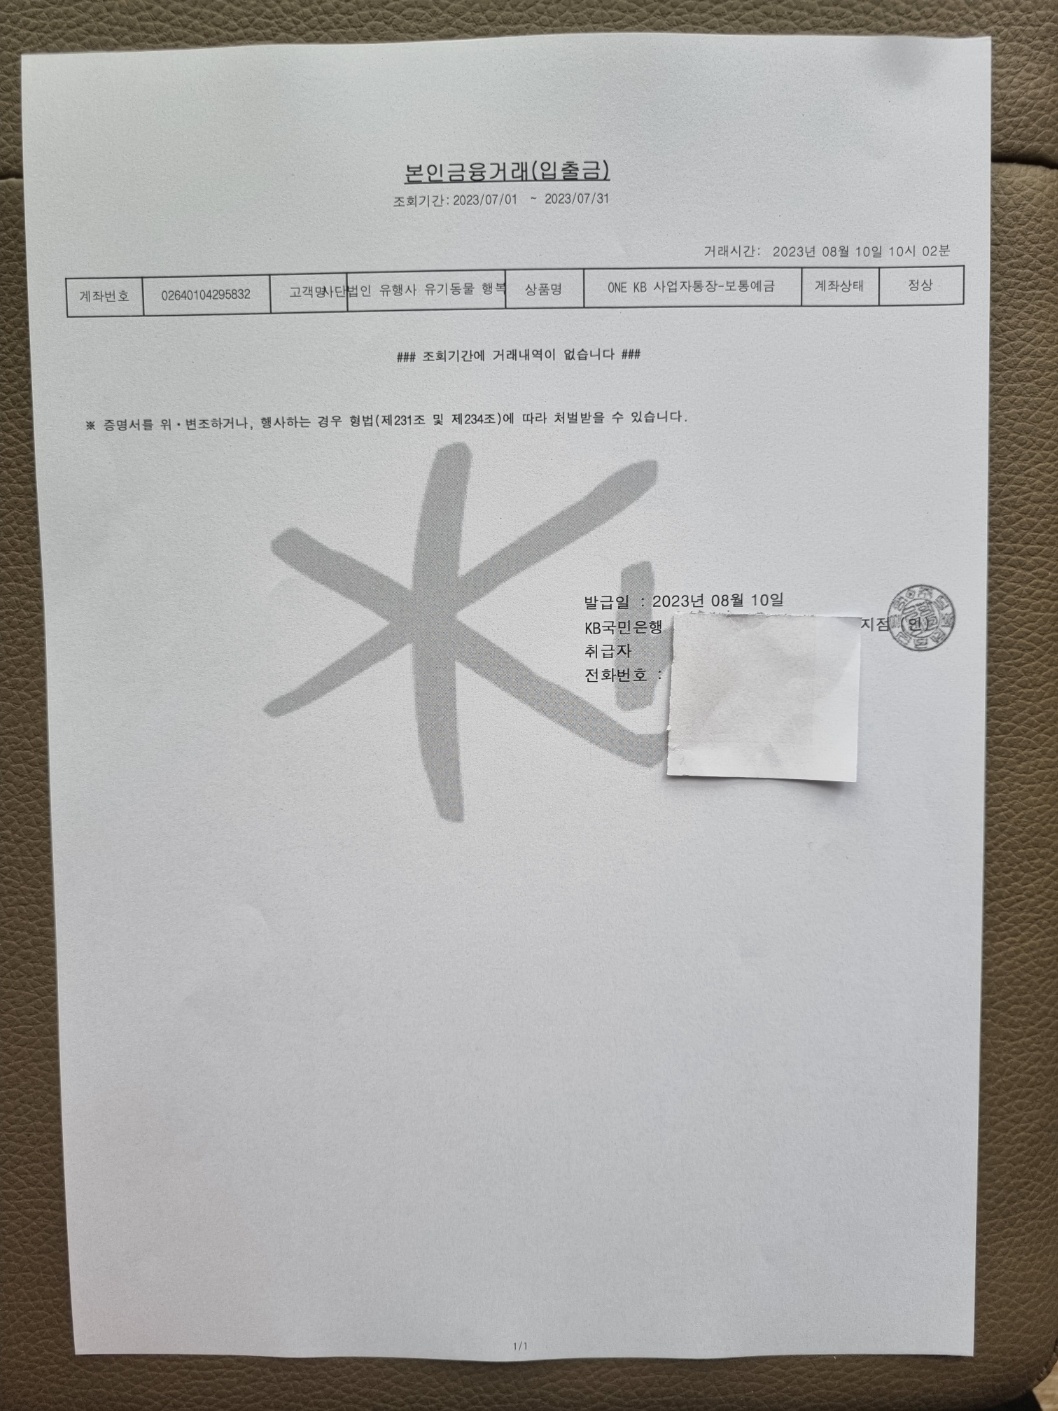 본인금융거래(입출금)
조회기간:2023/07/01 ~ 2023/07/31
거래시간: 2023년 08월 10일 10시 02분
계좌번호 02640104295832 고객명 사단법인 유행사 유기동물 행복 상품명 ONE KB 사업자통장-보통예금 계좌상태 정상
### 조회기간에 거래내역이 없습니다 ###
※ 증명서를 위·변조하거나, 행사하는 경우 형법(제231조 및 제234조)에 따라 처벌받을 수 있습니다.
발급일 : 2023년 08월 10일
KB국민은행 지점 (인)
취급자
전화번호 :
1/1